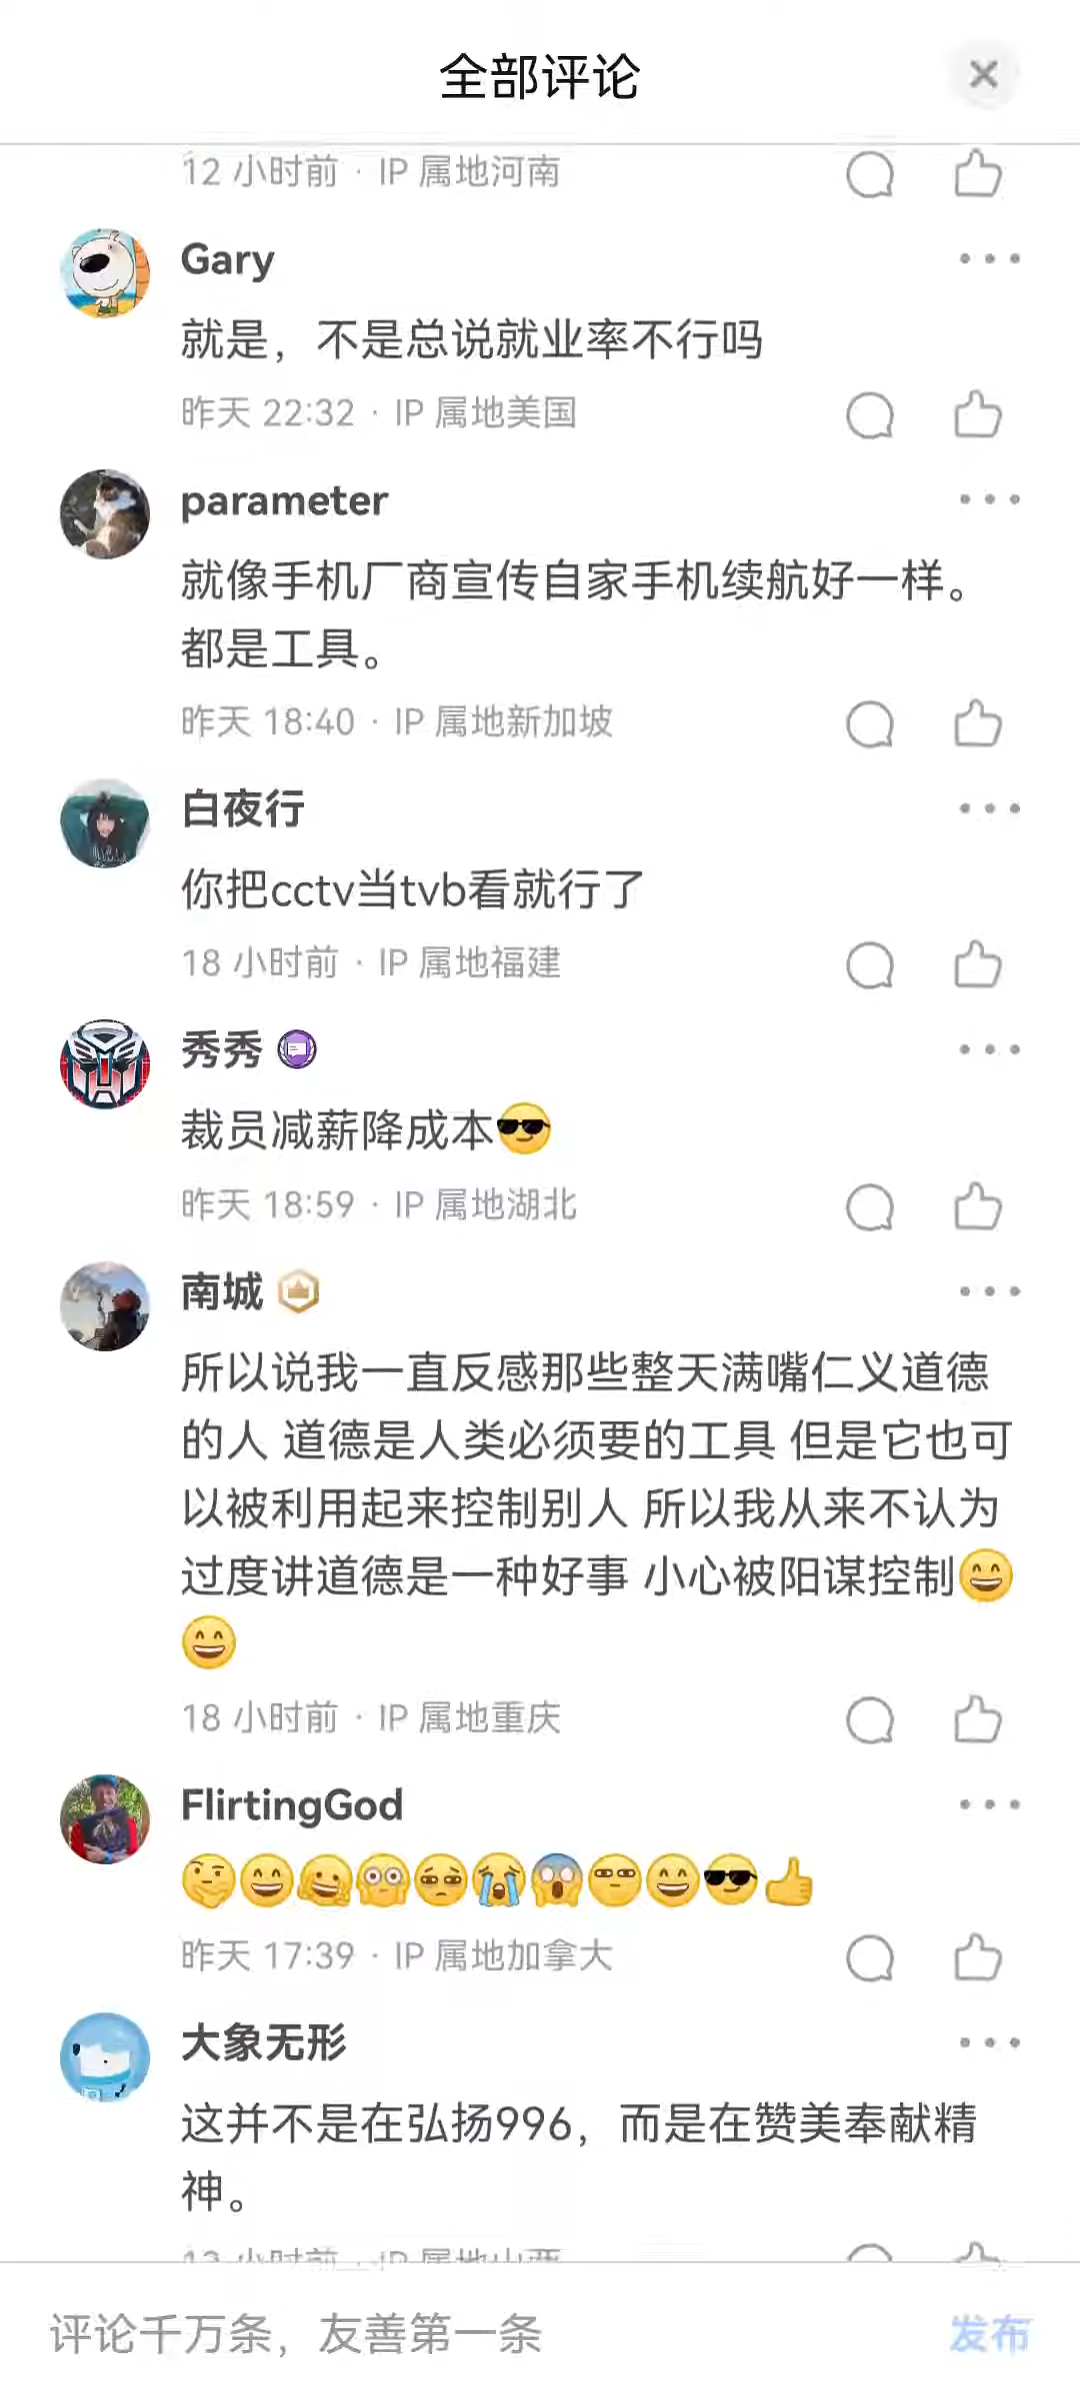 全部评论
12 小时前 · IP 属地河南
Gary
就是，不是总说就业率不行吗
昨天 22:32 · IP 属地美国
parameter
就像手机厂商宣传自家手机续航好一样。
都是工具。
昨天 18:40 · IP 属地新加坡
白夜行
你把cctv当tvb看就行了
18 小时前 · IP 属地福建
秀秀
裁员减薪降成本😎
昨天 18:59 · IP 属地湖北
南城
所以说我一直反感那些整天满嘴仁义道德
的人 道德是人类必须要的工具 但是它也可
以被利用起来控制别人 所以我从来不认为
过度讲道德是一种好事 小心被阳谋控制😄
😄
18 小时前 · IP 属地重庆
FlirtingGod
昨天 17:39 · IP 属地加拿大
大象无形
这并不是在弘扬996，而是在赞美奉献精
神。
13 小时前 · IP 属地山西
评论千万条，友善第一条
发布